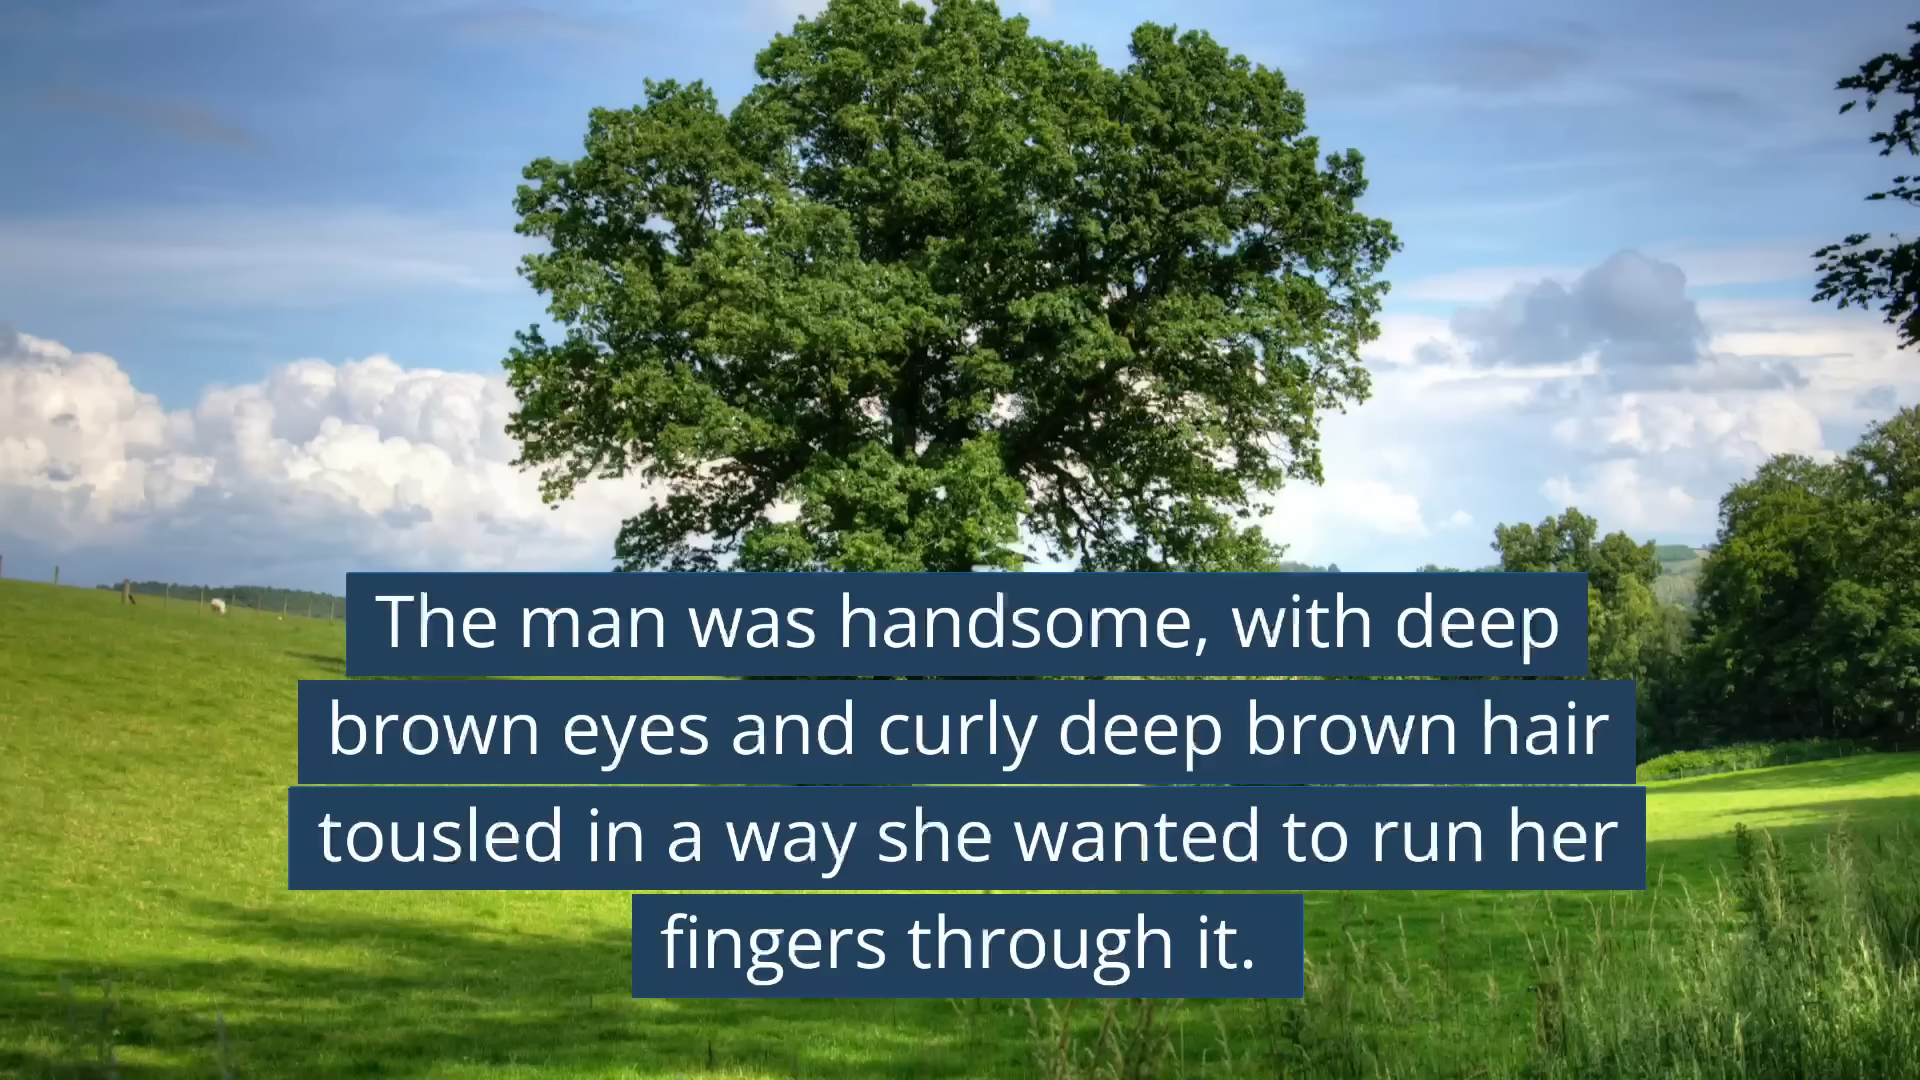 The man was handsome, with deep
brown eyes and curly deep brown hair
tousled in a way she wanted to run her
fingers through it.